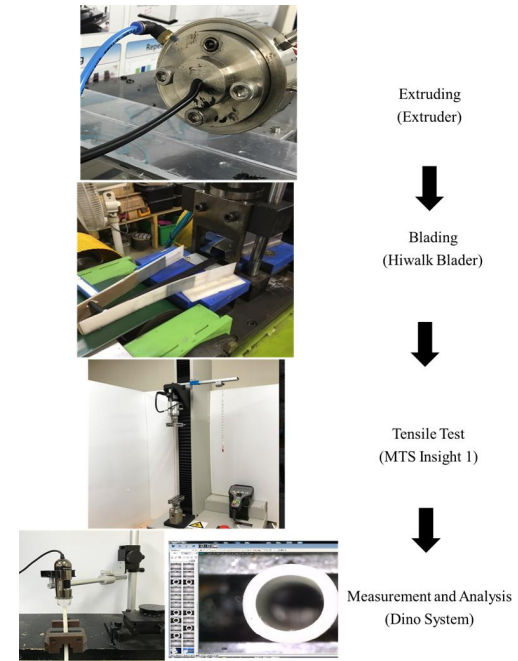 Extruding
(Extruder)
Blading
(Hiwalk Blader)
Tensile Test
(MTS Insight 1)
Measurement and Analysis
(Dino System)